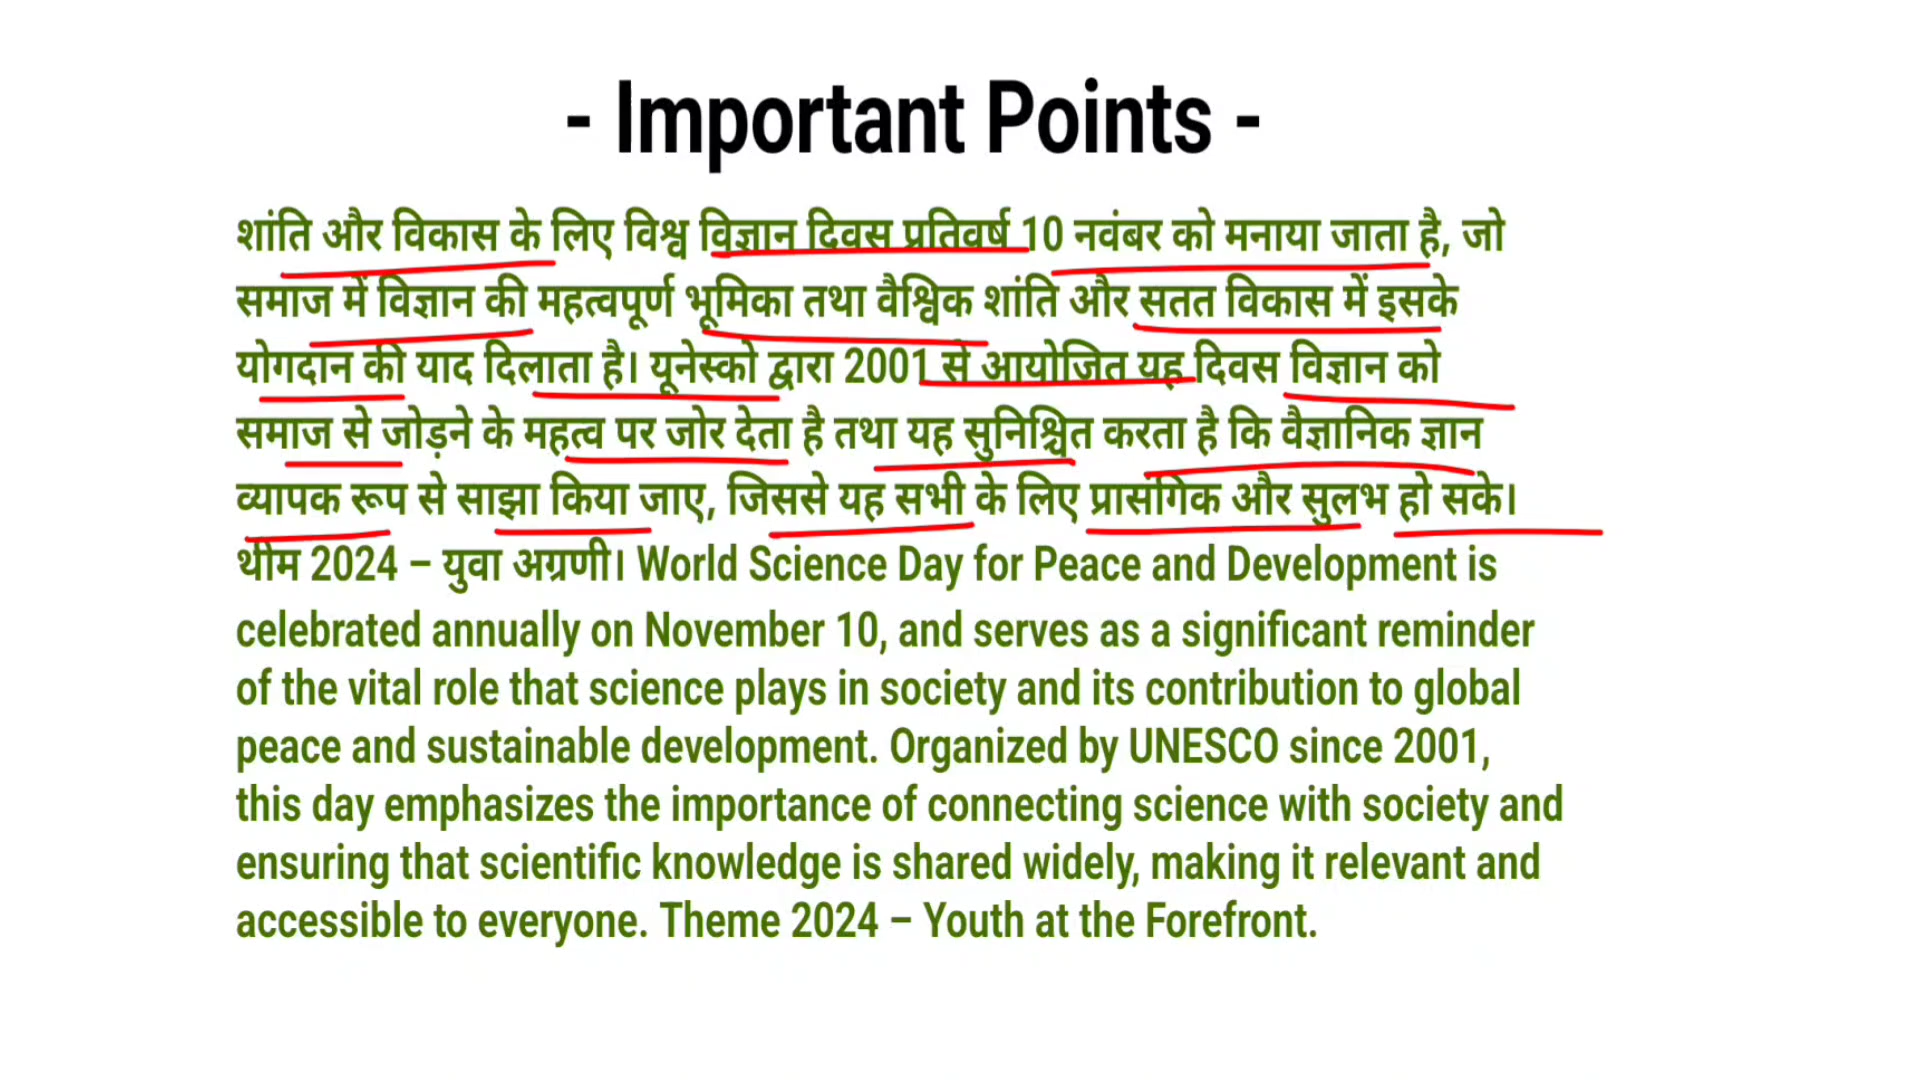 - Important Points -
शांति और विकास के लिए विश्व विज्ञान दिवस प्रतिवर्ष 10 नवंबर को मनाया जाता है, जो
समाज में विज्ञान की महत्वपूर्ण भूमिका तथा वैश्विक शांति और सतत विकास में इसके
योगदान की याद दिलाता है। यूनेस्को द्वारा 2001 से आयोजित यह दिवस विज्ञान को
समाज से जोड़ने के महत्व पर जोर देता है तथा यह सुनिश्चित करता है कि वैज्ञानिक ज्ञान
व्यापक रूप से साझा किया जाए, जिससे यह सभी के लिए प्रासंगिक और सुलभ हो सके।
थीम 2024 – युवा अग्रणी। World Science Day for Peace and Development is
celebrated annually on November 10, and serves as a significant reminder
of the vital role that science plays in society and its contribution to global
peace and sustainable development. Organized by UNESCO since 2001,
this day emphasizes the importance of connecting science with society and
ensuring that scientific knowledge is shared widely, making it relevant and
accessible to everyone. Theme 2024 – Youth at the Forefront.